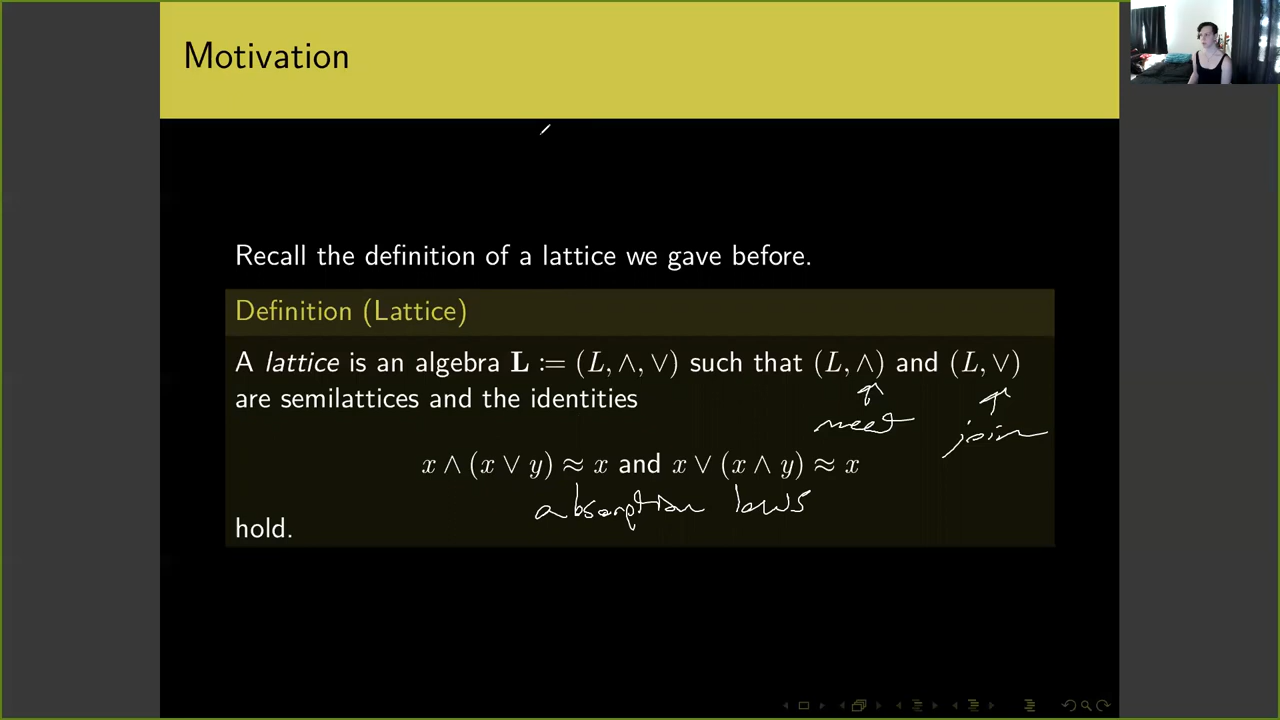 Motivation
Recall the definition of a lattice we gave before.
Definition (Lattice)
A lattice is an algebra L := (L, ∧, ∨) such that (L, ∧) and (L, ∨)
are semilattices and the identities
meet join
x ∧ (x ∨ y) ≈ x and x ∨ (x ∧ y) ≈ x
absorption laws
hold.